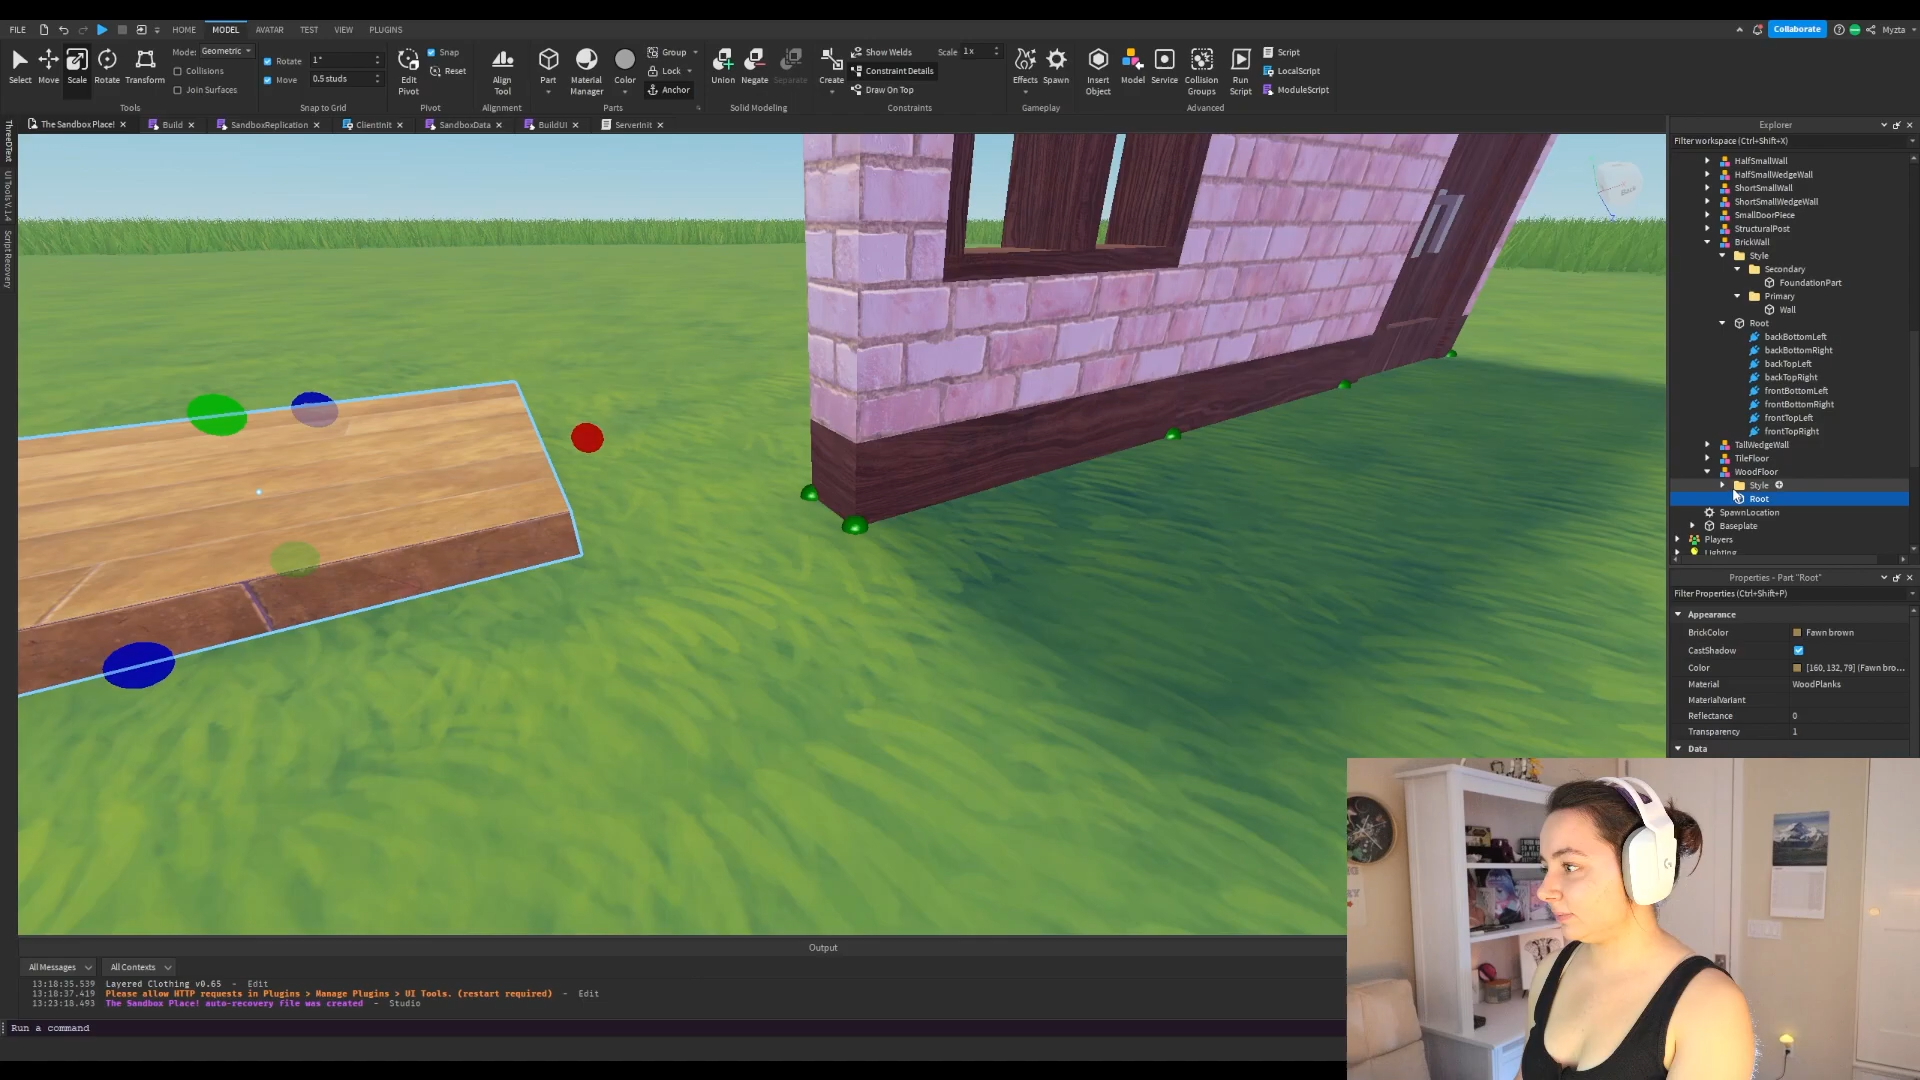 FILE HOME MODEL AVATAR TEST VIEW PLUGINS Collaborate Myzta
Select Move Scale Rotate Transform
Mode: Geometric
Collisions
Join Surfaces
Tools
Rotate 1°
Move 0.5 studs
Snap to Grid
Edit Pivot
Snap
Reset
Pivot
Align Tool
Alignment
Part
Material Manager
Color
Group
Lock
Anchor
Parts
Union Negate Separate
Solid Modeling
Create
Show Welds
Scale 1x
Constraint Details
Draw On Top
Constraints
Effects Spawn
Gameplay
Insert Object
Model
Service
Collision Groups
Run Script
Script
LocalScript
ModuleScript
Advanced
The Sandbox Place! Build SandboxReplication ClientInit SandboxData BuildUI ServerInit
ThreeDText
UI Tools V.1.4
Script Recovery
Back
Explorer
Filter workspace (Ctrl+Shift+X)
HalfSmallWall
HalfSmallWedgeWall
ShortSmallWall
ShortSmallWedgeWall
SmallDoorPiece
StructuralPost
BrickWall
Style
Secondary
FoundationPart
Primary
Wall
Root
backBottomLeft
backBottomRight
backTopLeft
backTopRight
frontBottomLeft
frontBottomRight
frontTopLeft
frontTopRight
TallWedgeWall
TileFloor
WoodFloor
Style
Root
SpawnLocation
Baseplate
Players
Lighting
Properties - Part "Root"
Filter Properties (Ctrl+Shift+P)
Appearance
BrickColor Fawn brown
CastShadow
Color [160, 132, 79] (Fawn bro...
Material WoodPlanks
MaterialVariant
Reflectance 0
Transparency 1
Data
Output
All Messages All Contexts
13:18:35.539 Layered Clothing v0.65 - Edit
13:18:37.419 Please allow HTTP requests in Plugins > Manage Plugins > UI Tools. (restart required) - Edit
13:23:18.493 The Sandbox Place! auto-recovery file was created - Studio
Run a command